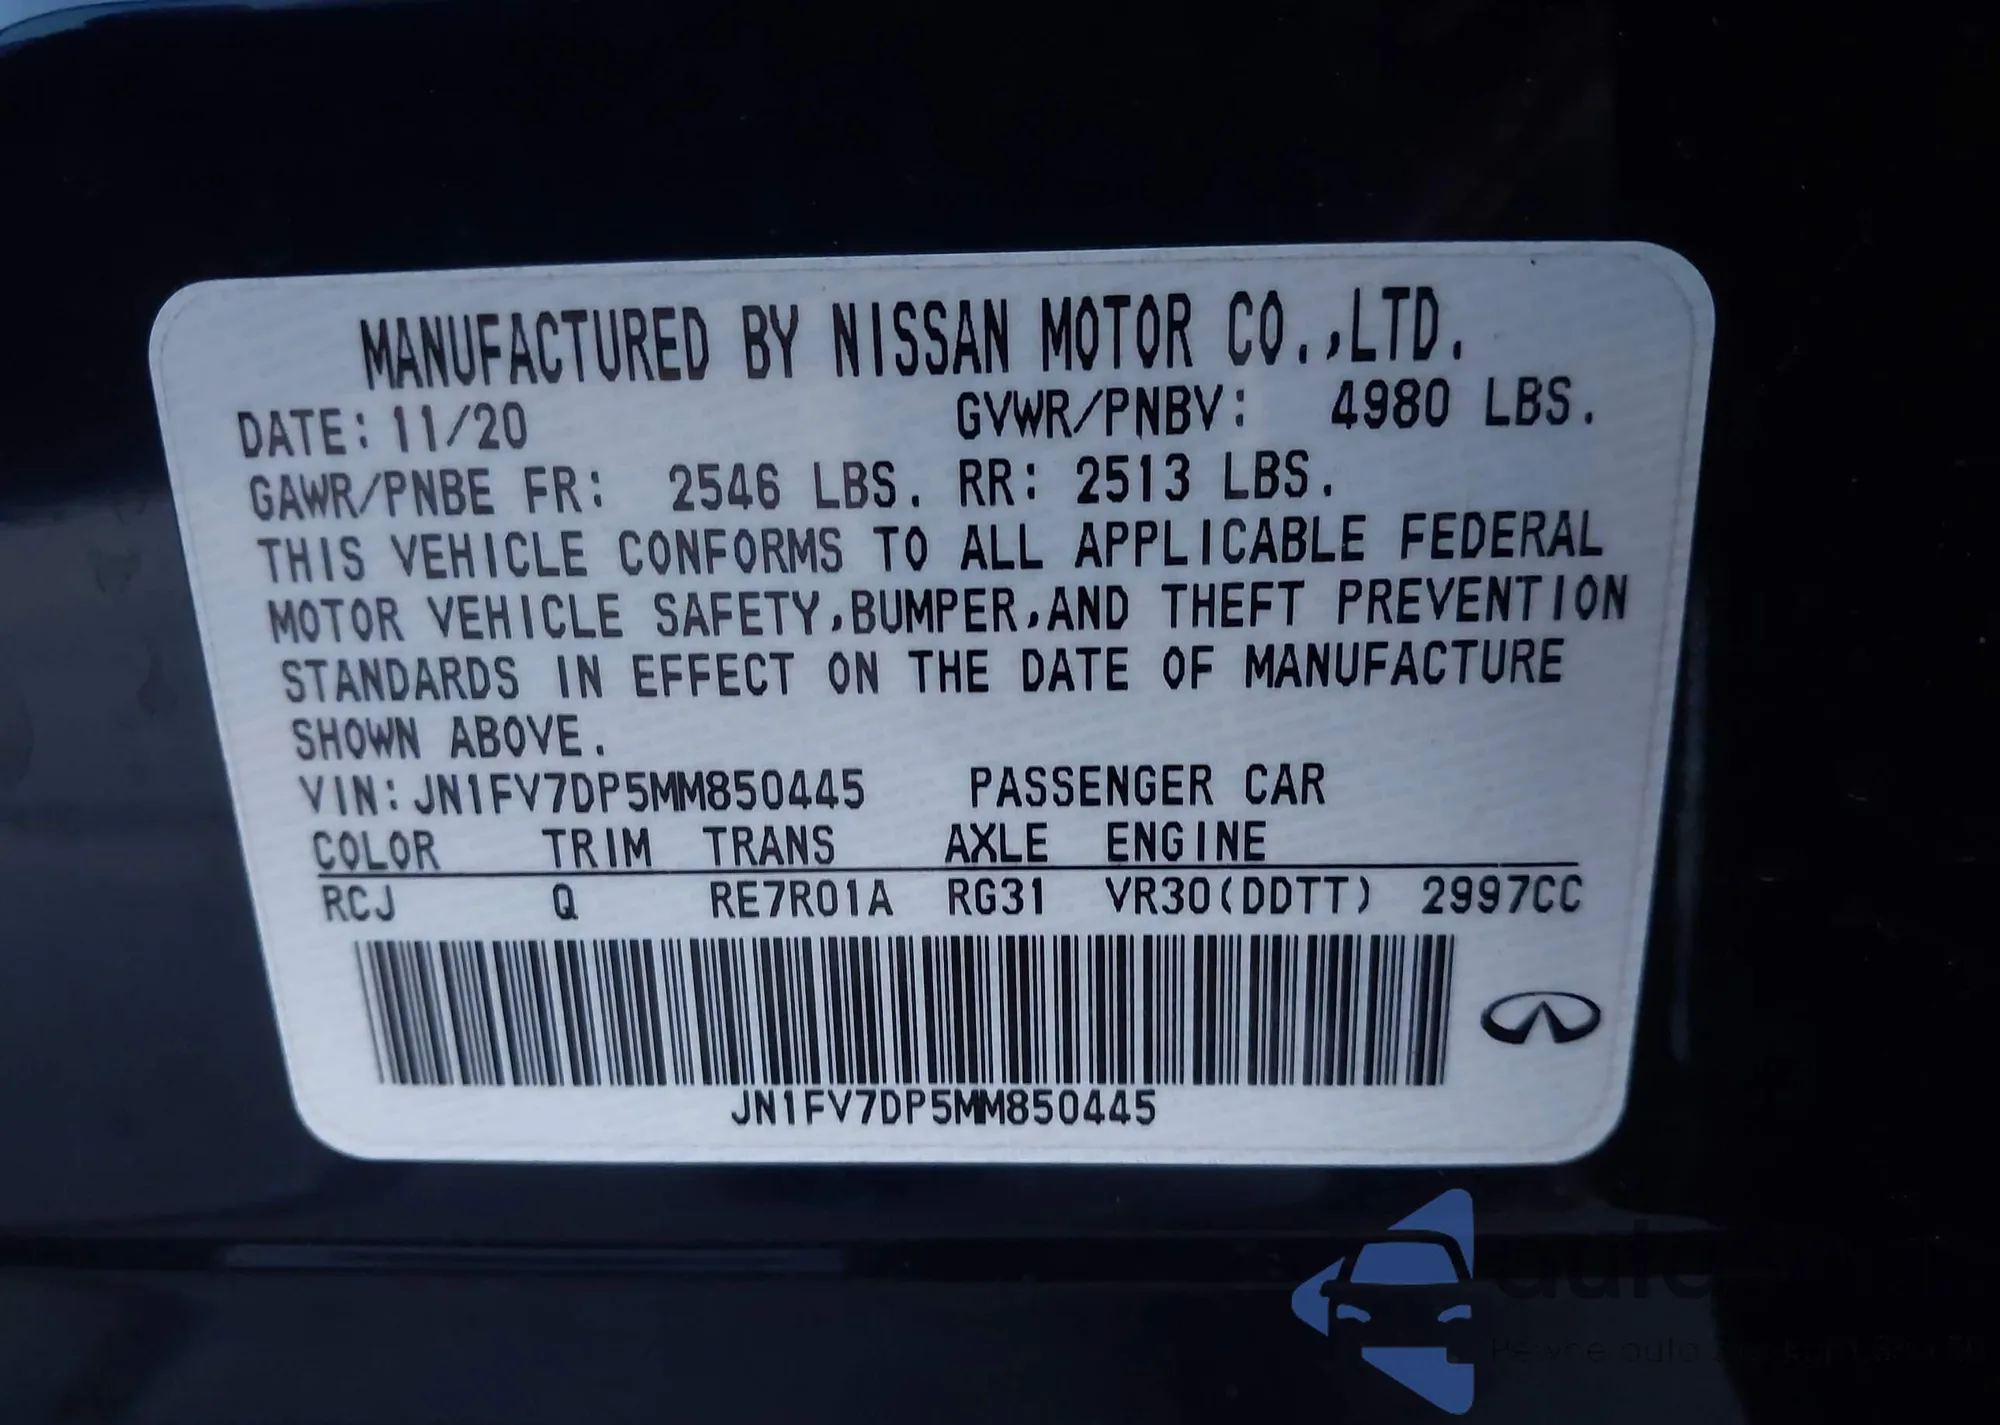 MANUFACTURED BY NISSAN MOTOR CO.,LTD.
DATE: 11/20 GVWR/PNBV: 4980 LBS.
GAWR/PNBE FR: 2546 LBS. RR: 2513 LBS.
THIS VEHICLE CONFORMS TO ALL APPLICABLE FEDERAL
MOTOR VEHICLE SAFETY,BUMPER,AND THEFT PREVENTION
STANDARDS IN EFFECT ON THE DATE OF MANUFACTURE
SHOWN ABOVE.
VIN: JN1FV7DP5MM850445 PASSENGER CAR
COLOR TRIM TRANS AXLE ENGINE
RCJ Q RE7R01A RG31 VR30(DDTT) 2997CC
JN1FV7DP5MM850445
auto